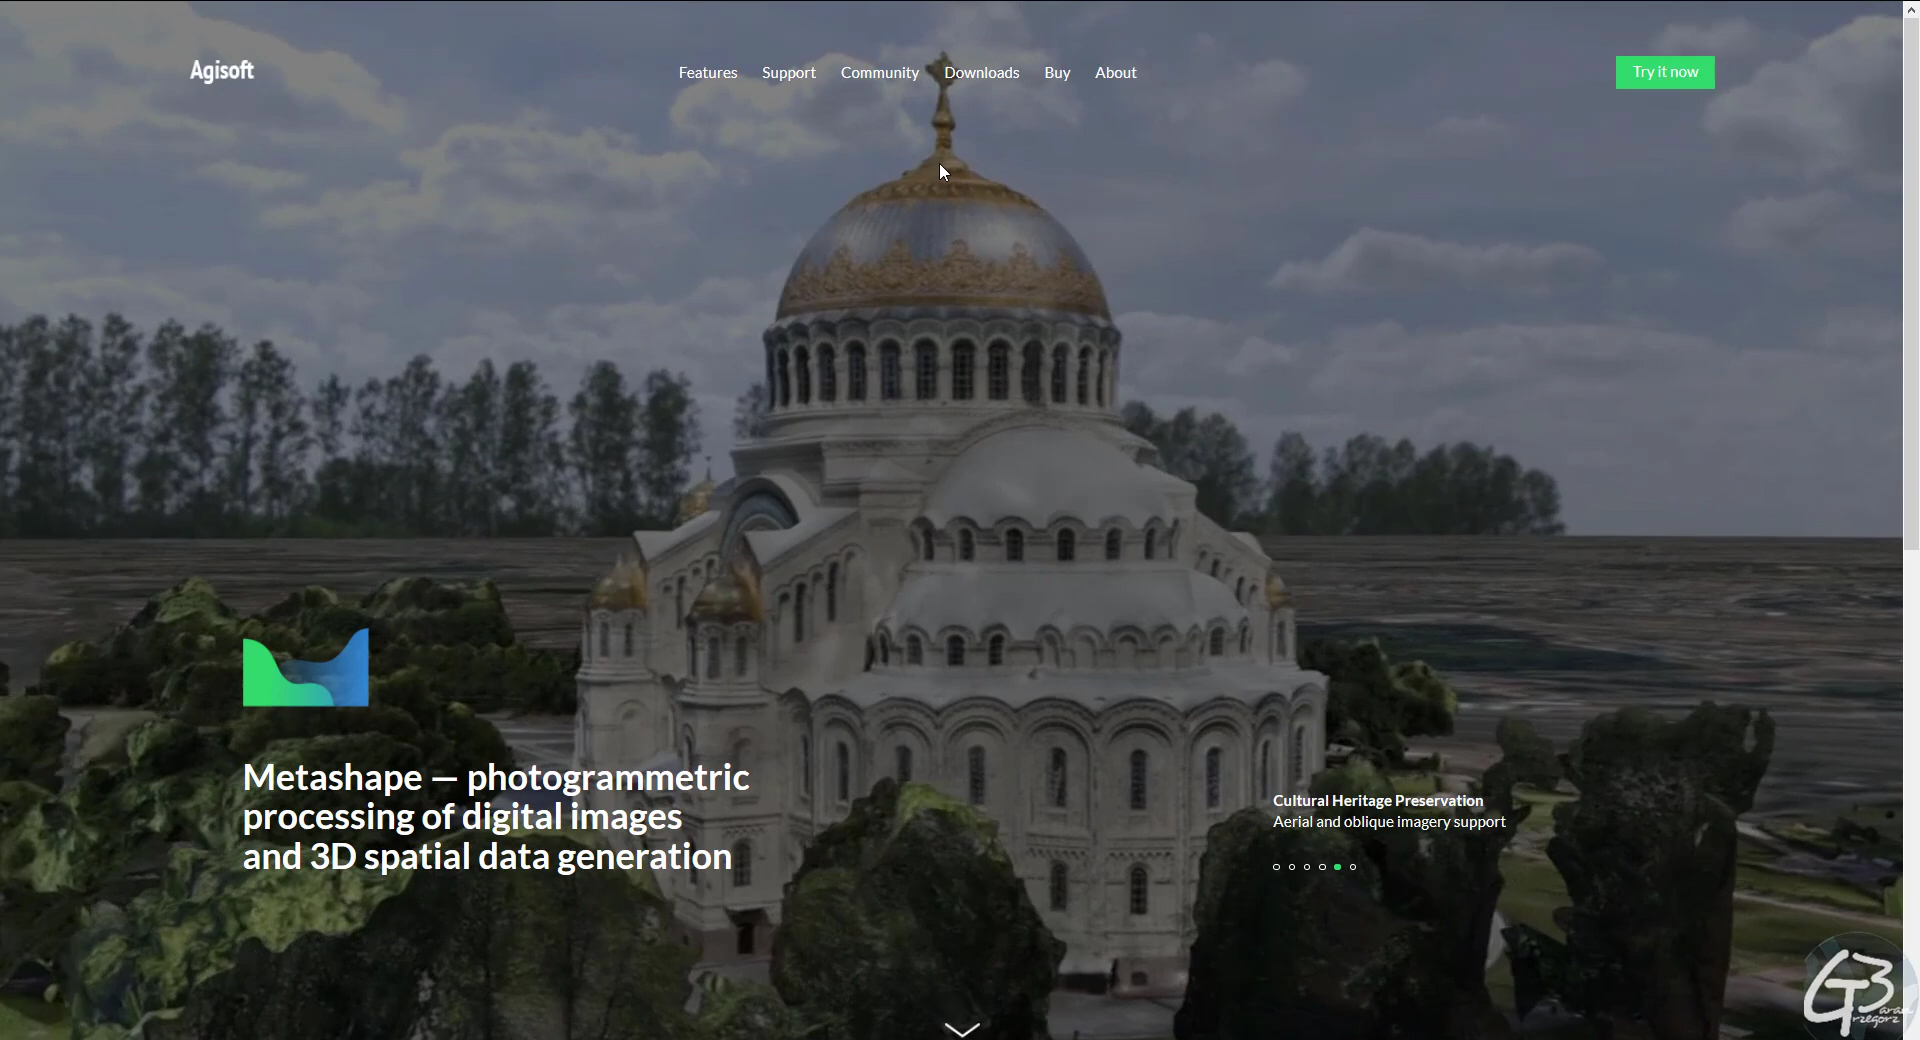 Agisoft
Features Support Community Downloads Buy About
Try it now
Metashape — photogrammetric
processing of digital images
and 3D spatial data generation
Cultural Heritage Preservation
Aerial and oblique imagery support